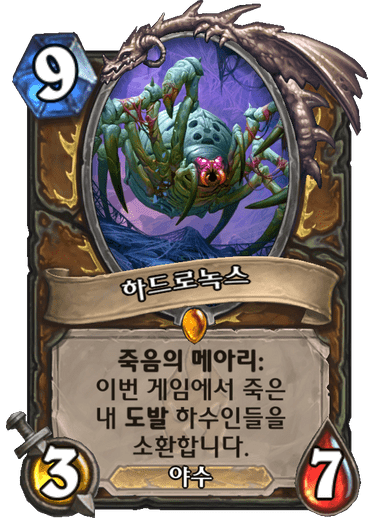 9
하드로녹스
죽음의 메아리:
이번 게임에서 죽은
내 도발 하수인들을
소환합니다.
야수
3
7